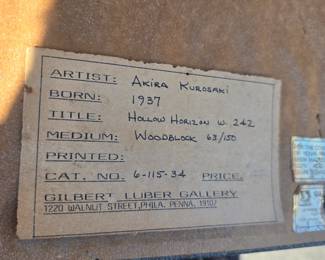 ARTIST: AKIRA KUROSAKI
BORN: 1937
TITLE: HOLLOW HORIZON W. 242
MEDIUM: WOODBLOCK 63/150
PRINTED:
CAT. NO. 6-115-34 PRICE.
GILBERT LUBER GALLERY
1220 WALNUT STREET, PHILA. PENNA. 19107